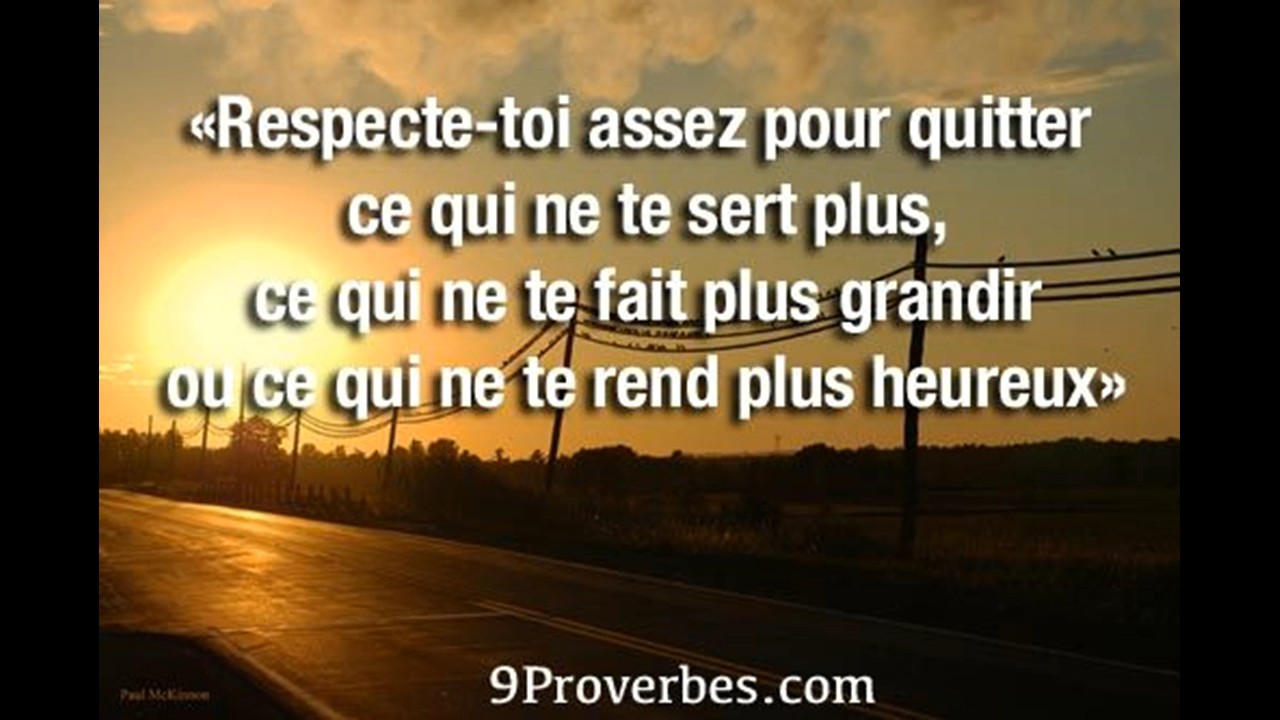 «Respecte-toi assez pour quitter
ce qui ne te sert plus,
ce qui ne te fait plus grandir
ou ce qui ne te rend plus heureux»
Paul McKinnon
9Proverbes.com